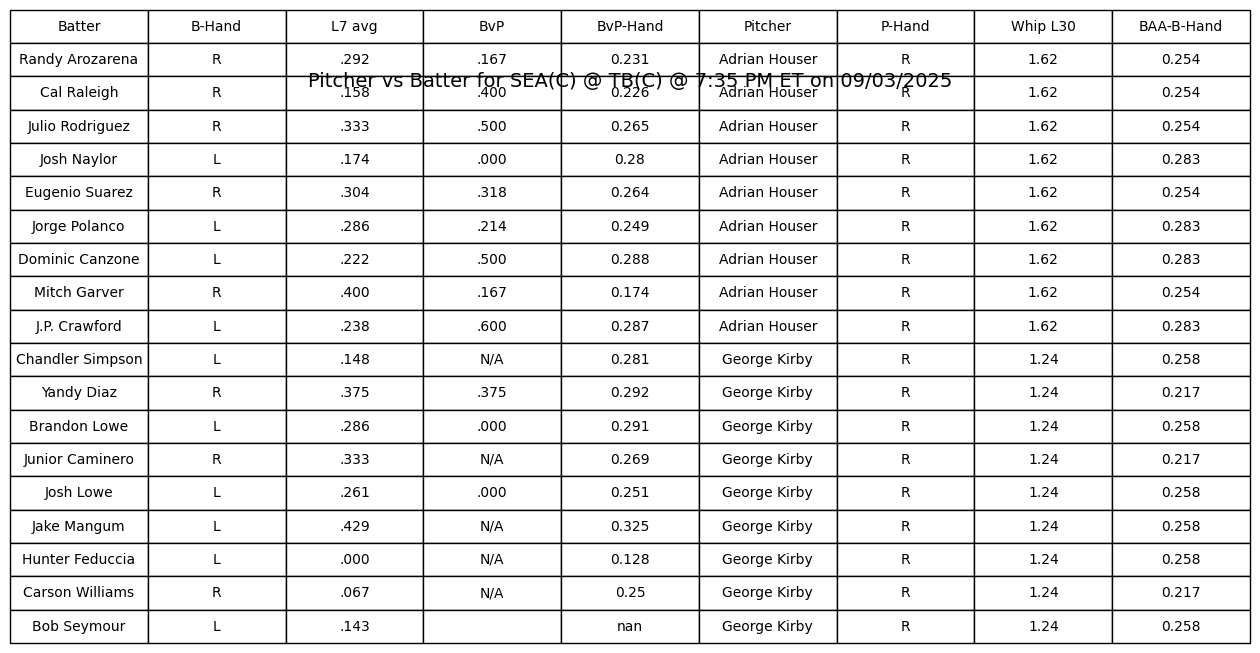 Batter B-Hand L7 avg BvP BvP-Hand Pitcher P-Hand Whip L30 BAA-B-Hand
Randy Arozarena R .292 .167 0.231 Adrian Houser R 1.62 0.254
Pitcher vs Batter for SEA(C) @ TB(C) @ 7:35 PM ET on 09/03/2025
Cal Raleigh R .158 .400 0.226 Adrian Houser R 1.62 0.254
Julio Rodriguez R .333 .500 0.265 Adrian Houser R 1.62 0.254
Josh Naylor L .174 .000 0.28 Adrian Houser R 1.62 0.283
Eugenio Suarez R .304 .318 0.264 Adrian Houser R 1.62 0.254
Jorge Polanco L .286 .214 0.249 Adrian Houser R 1.62 0.283
Dominic Canzone L .222 .500 0.288 Adrian Houser R 1.62 0.283
Mitch Garver R .400 .167 0.174 Adrian Houser R 1.62 0.254
J.P. Crawford L .238 .600 0.287 Adrian Houser R 1.62 0.283
Chandler Simpson L .148 N/A 0.281 George Kirby R 1.24 0.258
Yandy Diaz R .375 .375 0.292 George Kirby R 1.24 0.217
Brandon Lowe L .286 .000 0.291 George Kirby R 1.24 0.258
Junior Caminero R .333 N/A 0.269 George Kirby R 1.24 0.217
Josh Lowe L .261 .000 0.251 George Kirby R 1.24 0.258
Jake Mangum L .429 N/A 0.325 George Kirby R 1.24 0.258
Hunter Feduccia L .000 N/A 0.128 George Kirby R 1.24 0.258
Carson Williams R .067 N/A 0.25 George Kirby R 1.24 0.217
Bob Seymour L .143 nan George Kirby R 1.24 0.258